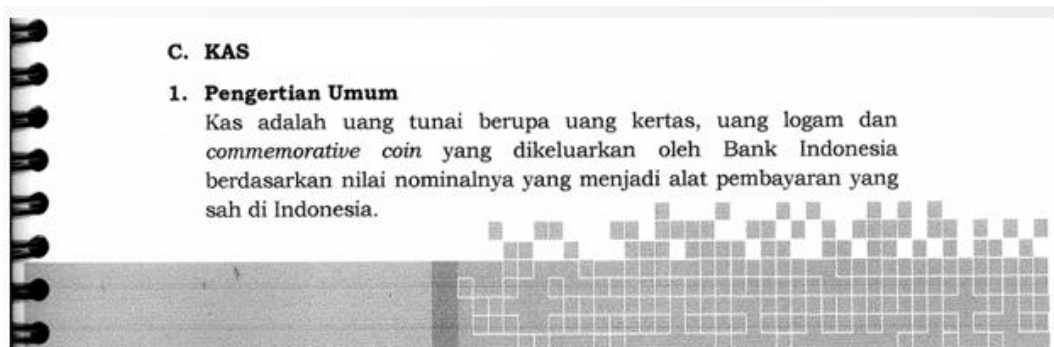 C. KAS
1. Pengertian Umum
Kas adalah uang tunai berupa uang kertas, uang logam dan
commemorative coin yang dikeluarkan oleh Bank Indonesia
berdasarkan nilai nominalnya yang menjadi alat pembayaran yang
sah di Indonesia.